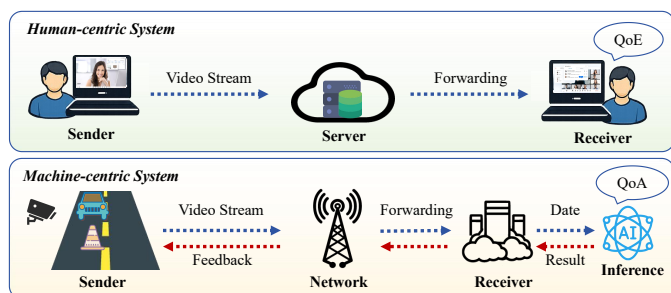 Human-centric System
QoE
Video Stream
Forwarding
Sender
Server
Receiver
Machine-centric System
QoA
Video Stream
Forwarding
Date
AI
Feedback
Result
Sender
Network
Receiver
Inference